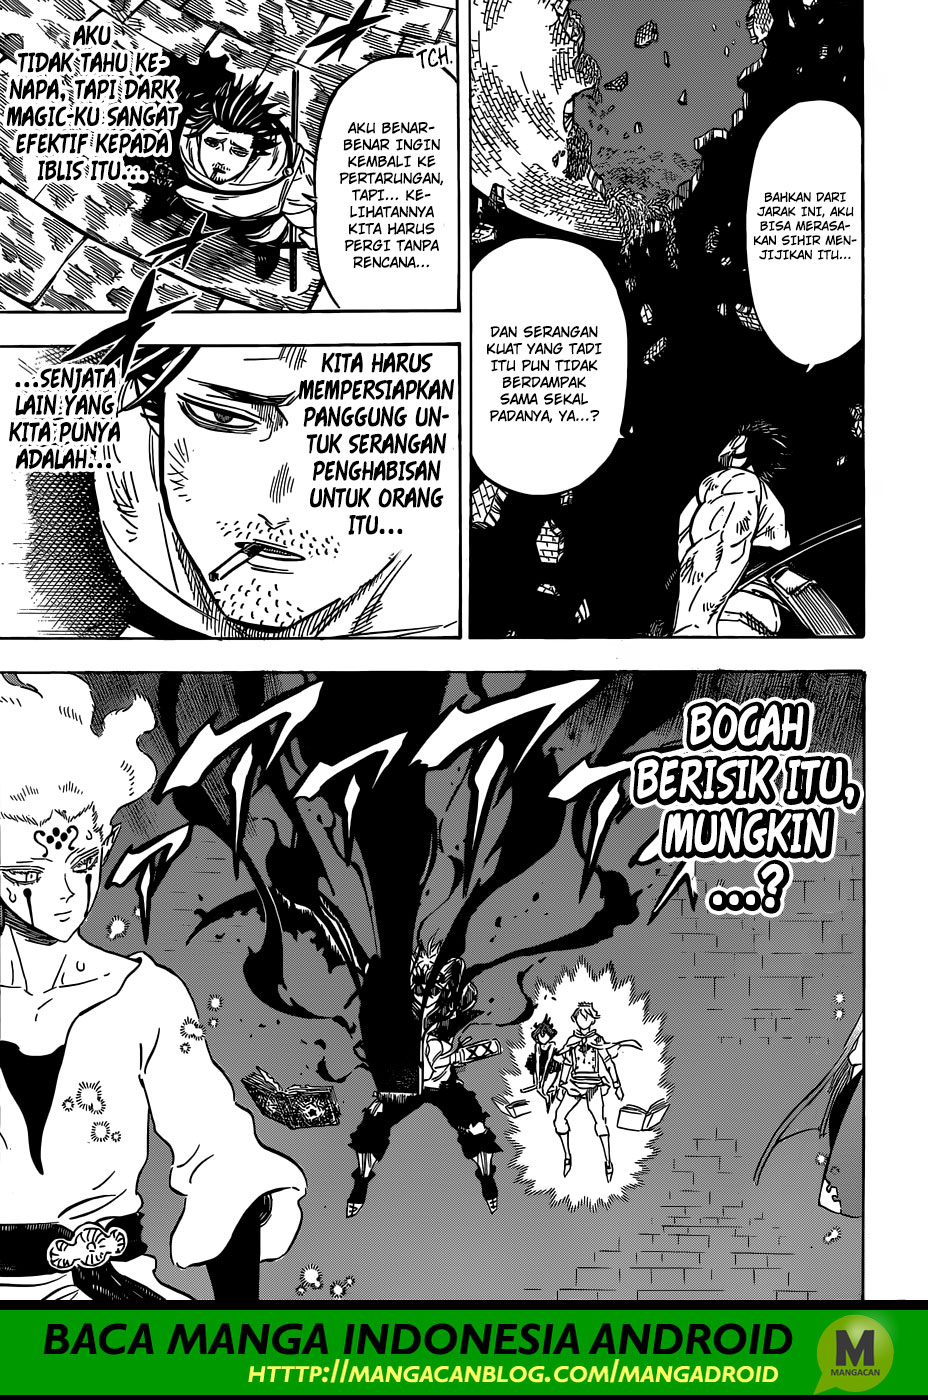 BAHKAN DARI
JARAK INI, AKU
BISA MERASA-
KAN SIHIR MEN-
JIJIKAN ITU...
DAN SERANGAN
KUAT YANG TADI
ITU PUN TIDAK
BERDAMPAK
SAMA SEKAL
PADANYA, YA...?
TCH.
AKU BENAR-
BENAR INGIN
KEMBALI KE
PERTARUNGAN,
TAPI... KE-
LIHATANNYA
KITA HARUS
PERGI TANPA
RENCANA...
AKU
TIDAK TAHU KE-
NAPA, TAPI DARK
MAGIC-KU SANGAT
EFEKTIF KEPADA
IBLIS ITU...
KITA HARUS
MEMPERSIAPKAN
PANGGUNG UN-
TUK SERANGAN
PENGHABISAN
UNTUK ORANG
ITU...
...SENJATA
LAIN YANG
KITA PUNYA
ADALAH...
BOCAH
BERISIK ITU,
MUNGKIN
...?
BACA MANGA INDONESIA ANDROID
HTTTP://MANGACANBLOG.COM/MANGADROID
M
MANGACAN